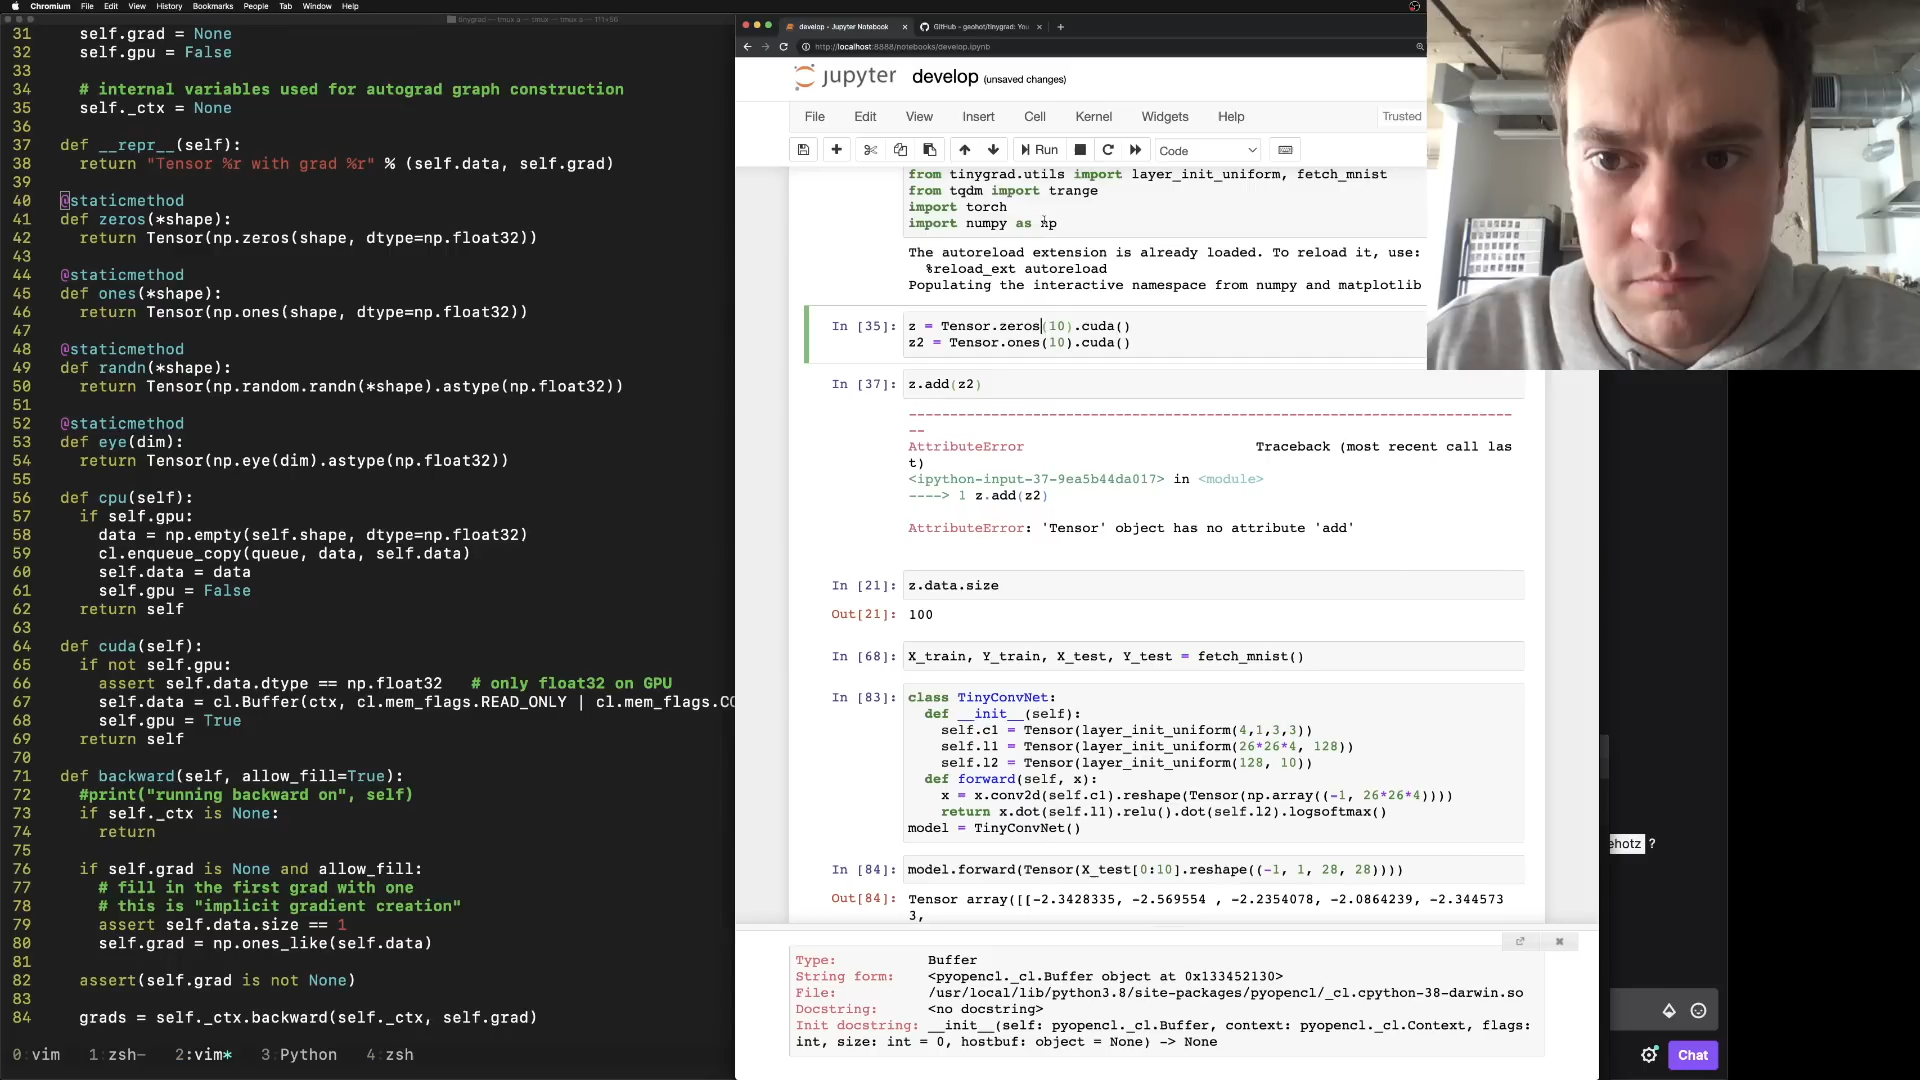 Chromium File Edit View History Bookmarks People Tab Window Help
tinygrad — tmux a — tmux — tmux a — 111×56
31 self.grad = None
32 self.gpu = False
33
34 # internal variables used for autograd graph construction
35 self._ctx = None
36
37 def __repr__(self):
38 return "Tensor %r with grad %r" % (self.data, self.grad)
39
40 @staticmethod
41 def zeros(*shape):
42 return Tensor(np.zeros(shape, dtype=np.float32))
43
44 @staticmethod
45 def ones(*shape):
46 return Tensor(np.ones(shape, dtype=np.float32))
47
48 @staticmethod
49 def randn(*shape):
50 return Tensor(np.random.randn(*shape).astype(np.float32))
51
52 @staticmethod
53 def eye(dim):
54 return Tensor(np.eye(dim).astype(np.float32))
55
56 def cpu(self):
57 if self.gpu:
58 data = np.empty(self.shape, dtype=np.float32)
59 cl.enqueue_copy(queue, data, self.data)
60 self.data = data
61 self.gpu = False
62 return self
63
64 def cuda(self):
65 if not self.gpu:
66 assert self.data.dtype == np.float32 # only float32 on GPU
67 self.data = cl.Buffer(ctx, cl.mem_flags.READ_ONLY | cl.mem_flags.CO
68 self.gpu = True
69 return self
70
71 def backward(self, allow_fill=True):
72 #print("running backward on", self)
73 if self._ctx is None:
74 return
75
76 if self.grad is None and allow_fill:
77 # fill in the first grad with one
78 # this is "implicit gradient creation"
79 assert self.data.size == 1
80 self.grad = np.ones_like(self.data)
81
82 assert(self.grad is not None)
83
84 grads = self._ctx.backward(self._ctx, self.grad)
0 vim 1:zsh- 2:vim* 3 Python 4 zsh
develop - Jupyter Notebook
GitHub - geohot/tinygrad: You
http://localhost:8888/notebooks/develop.ipynb
jupyter develop (unsaved changes)
File Edit View Insert Cell Kernel Widgets Help Trusted
Run Code
from tinygrad.utils import layer_init_uniform, fetch_mnist
from tqdm import trange
import torch
import numpy as np
The autoreload extension is already loaded. To reload it, use:
%reload_ext autoreload
Populating the interactive namespace from numpy and matplotlib
In [35]: z = Tensor.zeros(10).cuda()
z2 = Tensor.ones(10).cuda()
In [37]: z.add(z2)
---------------------------------------------------------------------------
AttributeError Traceback (most recent call las
t)
<ipython-input-37-9ea5b44da017> in <module>
----> 1 z.add(z2)
AttributeError: 'Tensor' object has no attribute 'add'
In [21]: z.data.size
Out[21]: 100
In [68]: X_train, Y_train, X_test, Y_test = fetch_mnist()
In [83]: class TinyConvNet:
def __init__(self):
self.c1 = Tensor(layer_init_uniform(4,1,3,3))
self.l1 = Tensor(layer_init_uniform(26*26*4, 128))
self.l2 = Tensor(layer_init_uniform(128, 10))
def forward(self, x):
x = x.conv2d(self.c1).reshape(Tensor(np.array((-1, 26*26*4))))
return x.dot(self.l1).relu().dot(self.l2).logsoftmax()
model = TinyConvNet()
In [84]: model.forward(Tensor(X_test[0:10].reshape((-1, 1, 28, 28))))
Out[84]: Tensor array([[-2.3428335, -2.569554 , -2.2354078, -2.0864239, -2.344573
3,
Type: Buffer
String form: <pyopencl._cl.Buffer object at 0x133452130>
File: /usr/local/lib/python3.8/site-packages/pyopencl/_cl.cpython-38-darwin.so
Docstring: <no docstring>
Init docstring: __init__(self: pyopencl._cl.Buffer, context: pyopencl._cl.Context, flags:
int, size: int = 0, hostbuf: object = None) -> None
ehotz ?
Chat